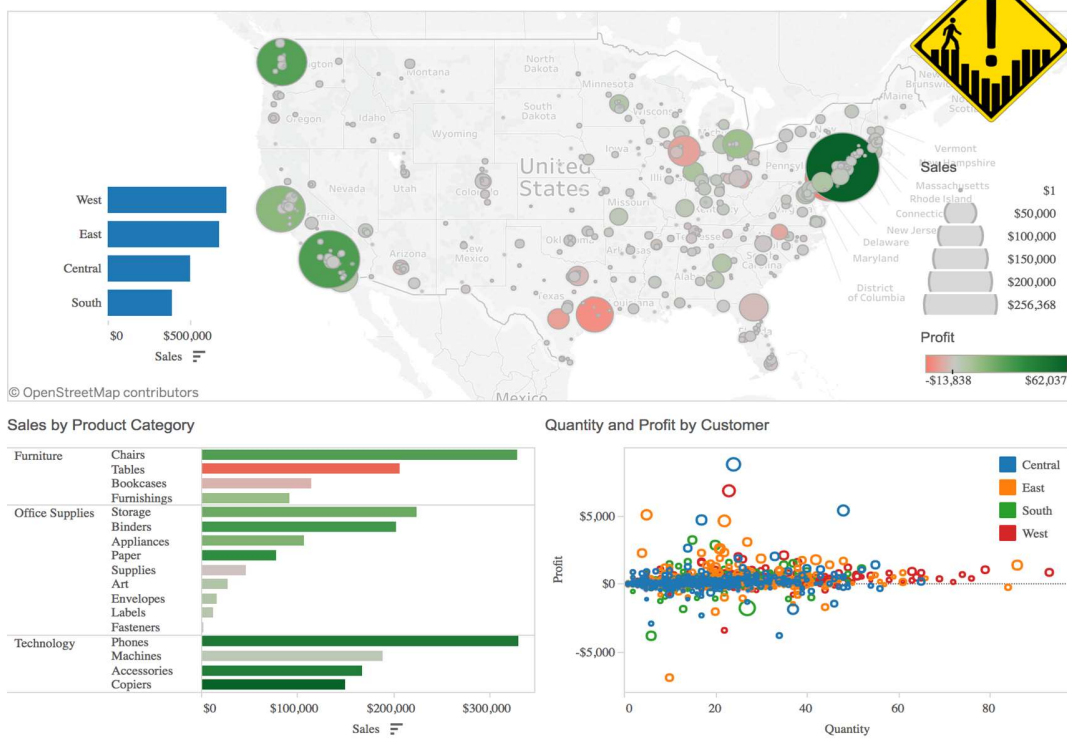 North
Dakota
Montana
Minnesota
Brunswick
Maine
Oregon
Idaho
South
Dakota
Wyoming
Iowa
Vermont
United
States
Sales
Massachusetts
Rhode Island
$1
Nevada
Utah
Missouri
West
$50,000
New Jersey
East
$100,000
Arizona
New
Mexico
Delaware
$150,000
Central
Maryland
$200,000
South
Texas
District
of Columbia
$256,368
$0
$500,000
Sales
Profit
-$13,838
$62,037
© OpenStreetMap contributors
Mexico
Sales by Product Category
Furniture
Chairs
Tables
Bookcases
Furnishings
Office Supplies
Storage
Binders
Appliances
Paper
Supplies
Art
Envelopes
Labels
Fasteners
Technology
Phones
Machines
Accessories
Copiers
$0
$100,000
$200,000
$300,000
Sales
Quantity and Profit by Customer
Central
East
South
West
$5,000
$0
-$5,000
Profit
0
20
40
60
80
Quantity